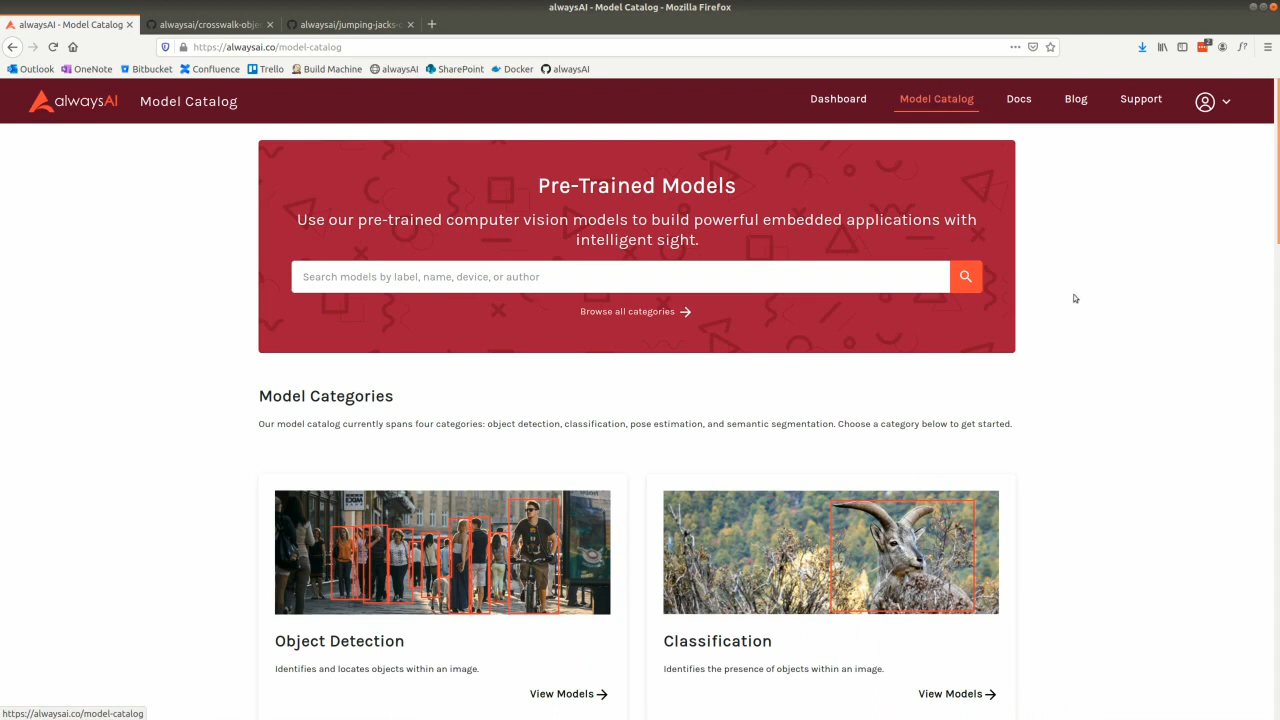 alwaysAI - Model Catalog - Mozilla Firefox
alwaysAI - Model Catalog
alwaysai/crosswalk-obje
alwaysai/jumping-jacks-c
https://alwaysai.co/model-catalog
2
Outlook OneNote Bitbucket Confluence Trello Build Machine alwaysAI SharePoint Docker alwaysAI
alwaysAI Model Catalog Dashboard Model Catalog Docs Blog Support
Pre-Trained Models
Use our pre-trained computer vision models to build powerful embedded applications with
intelligent sight.
Search models by label, name, device, or author
Browse all categories
Model Categories
Our model catalog currently spans four categories: object detection, classification, pose estimation, and semantic segmentation. Choose a category below to get started.
Object Detection
Identifies and locates objects within an image.
View Models
Classification
Identifies the presence of objects within an image.
View Models
https://alwaysai.co/model-catalog